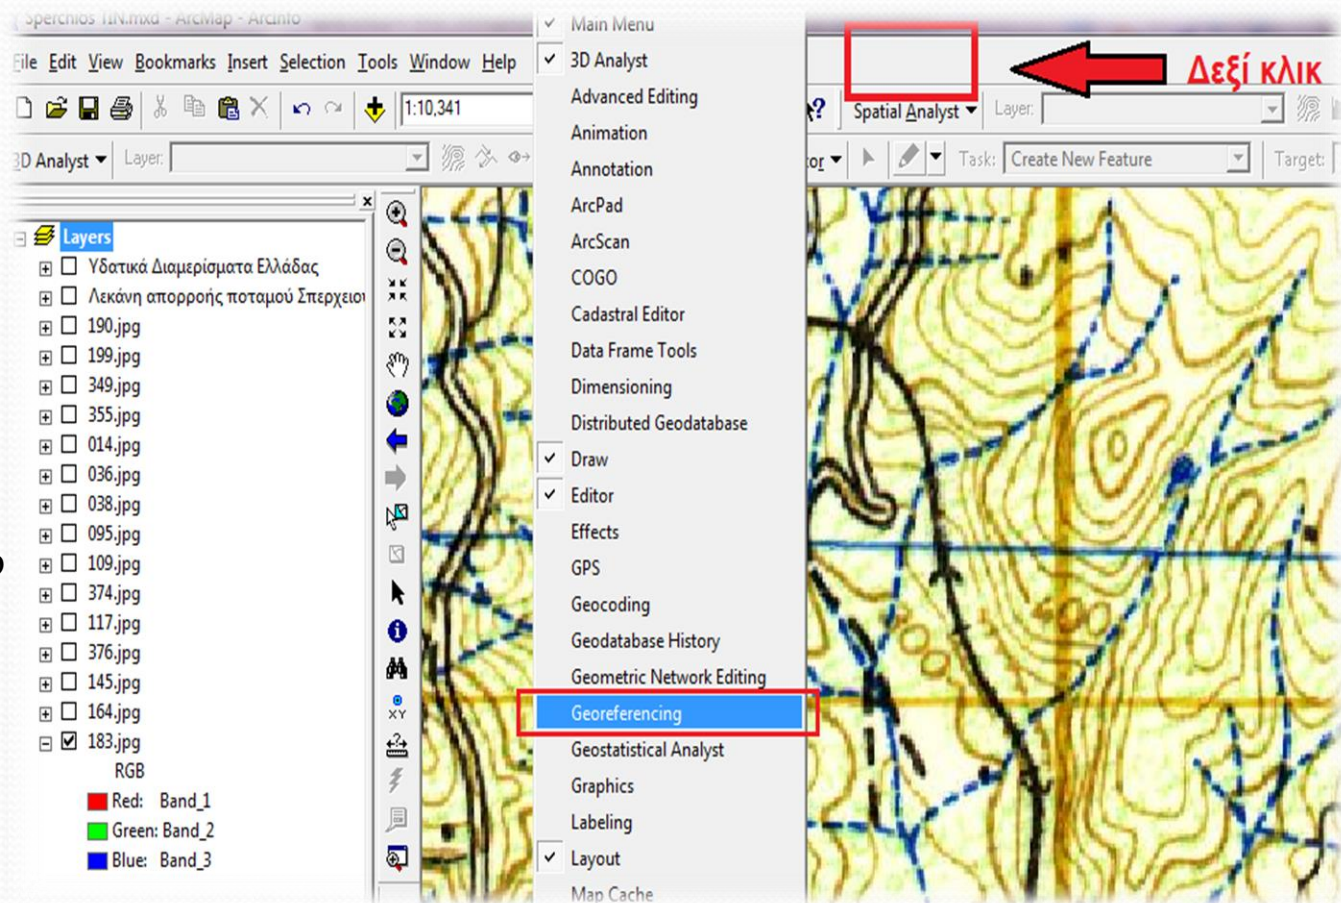 Sperchios TIN.mxd - ArcMap - ArcInfo
File Edit View Bookmarks Insert Selection Tools Window Help
Δεξί κλικ
1:10,341
Spatial Analyst
Layer:
3D Analyst
Layer:
Task: Create New Feature
Target:
Layers
Υδατικά Διαμερίσματα Ελλάδας
Λεκάνη απορροής ποταμού Σπερχειού
190.jpg
199.jpg
349.jpg
355.jpg
014.jpg
036.jpg
038.jpg
095.jpg
109.jpg
374.jpg
117.jpg
376.jpg
145.jpg
164.jpg
183.jpg
RGB
Red: Band_1
Green: Band_2
Blue: Band_3
XY
Main Menu
3D Analyst
Advanced Editing
Animation
Annotation
ArcPad
ArcScan
COGO
Cadastral Editor
Data Frame Tools
Dimensioning
Distributed Geodatabase
Draw
Editor
Effects
GPS
Geocoding
Geodatabase History
Geometric Network Editing
Georeferencing
Geostatistical Analyst
Graphics
Labeling
Layout
Map Cache
400